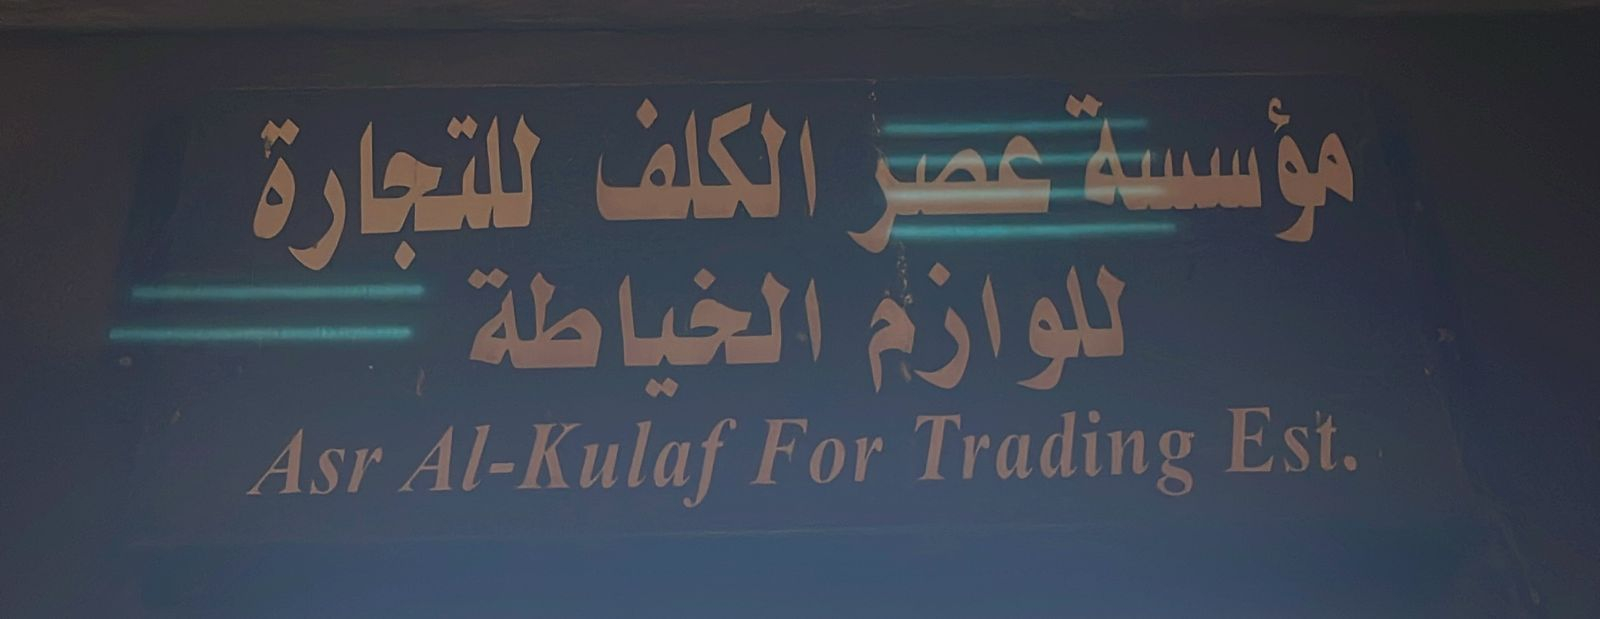 مؤسسة عصر الكلف للتجارة
للوازم الخياطة
Asr Al-Kulaf For Trading Est.